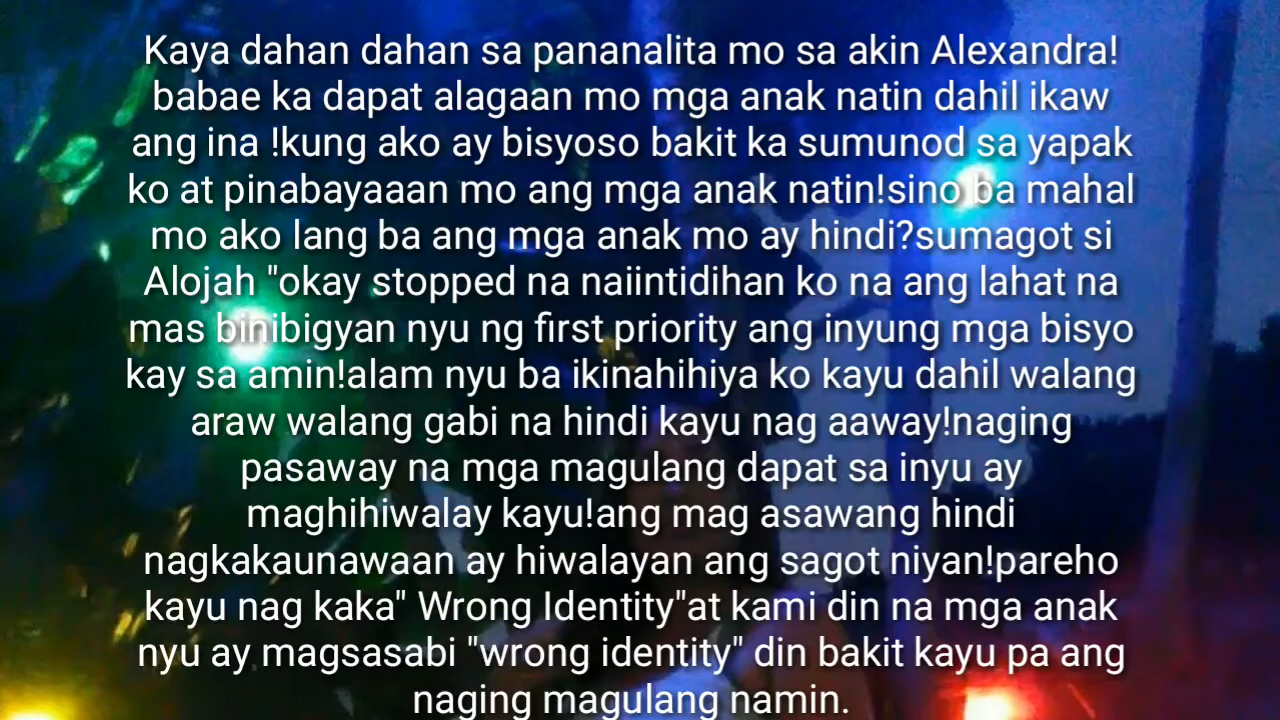 Kaya dahan dahan sa pananalita mo sa akin Alexandra!
babae ka dapat alagaan mo mga anak natin dahil ikaw
ang ina !kung ako ay bisyoso bakit ka sumunod sa yapak
ko at pinabayaaan mo ang mga anak natin!sino ba mahal
mo ako lang ba ang mga anak mo ay hindi?sumagot si
Alojah "okay stopped na naiintidihan ko na ang lahat na
mas binibigyan nyu ng first priority ang inyung mga bisyo
kay sa amin!alam nyu ba ikinahihiya ko kayu dahil walang
araw walang gabi na hindi kayu nag aaway!naging
pasaway na mga magulang dapat sa inyu ay
maghihiwalay kayu!ang mag asawang hindi
nagkakaunawaan ay hiwalayan ang sagot niyan!pareho
kayu nag kaka" Wrong Identity"at kami din na mga anak
nyu ay magsasabi "wrong identity" din bakit kayu pa ang
naging magulang namin.